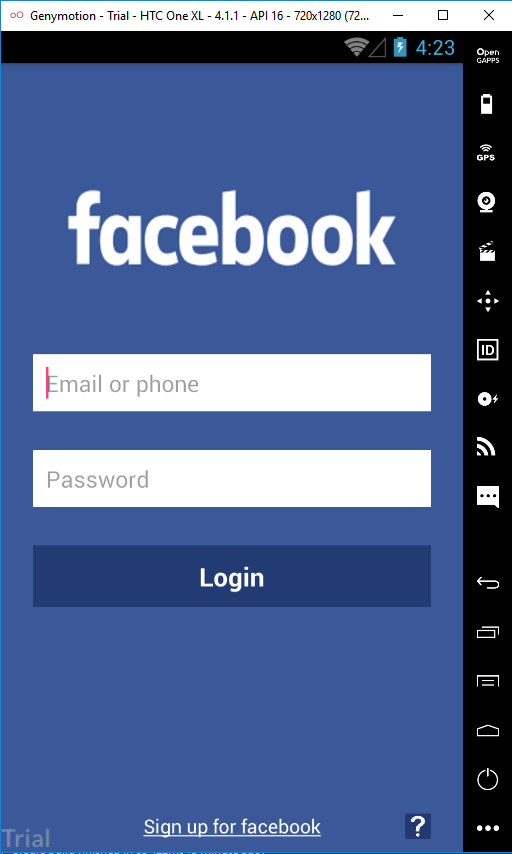 Genymotion - Trial - HTC One XL - 4.1.1 - API 16 - 720x1280 (72...
4:23
Open
GAPPS
GPS
facebook
Email or phone
ID
Password
Login
Sign up for facebook
?
Trial